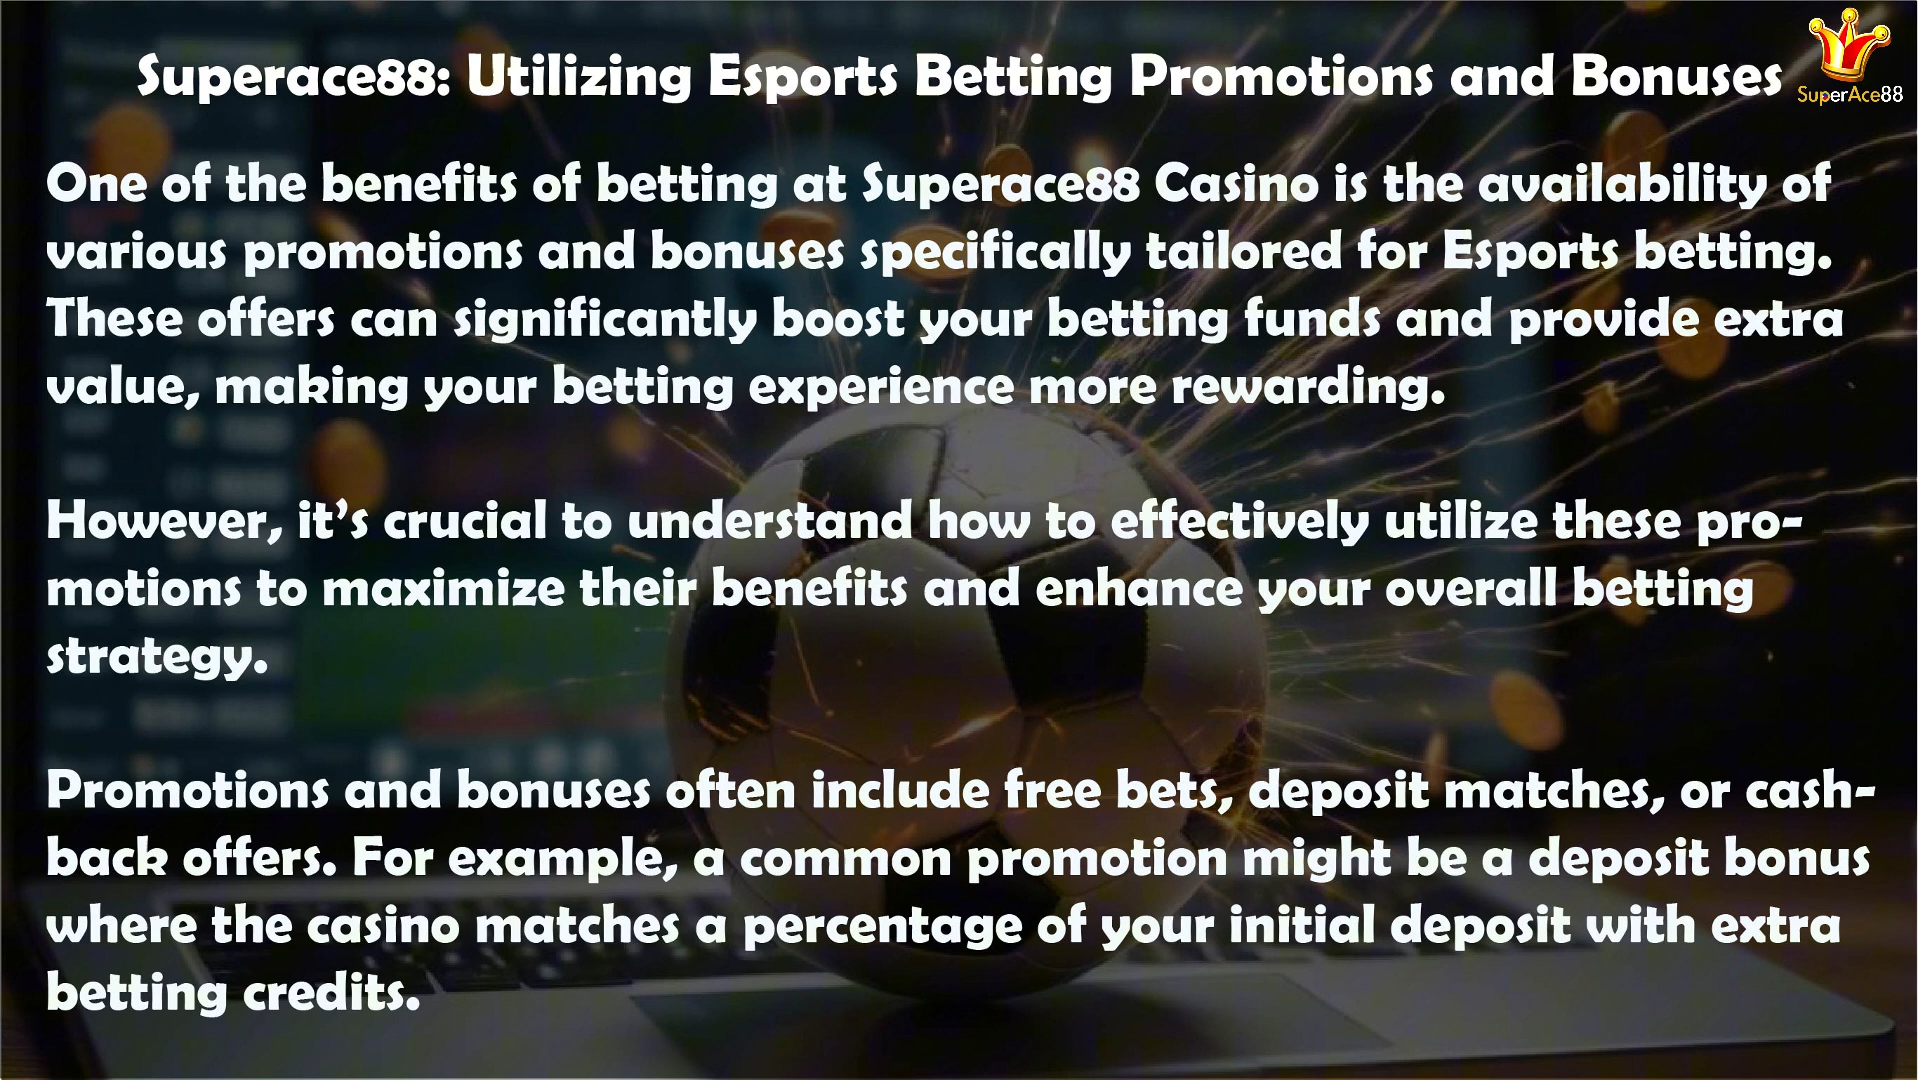 Superace88: Utilizing Esports Betting Promotions and Bonuses
SuperAce88
One of the benefits of betting at Superace88 Casino is the availability of
various promotions and bonuses specifically tailored for Esports betting.
These offers can significantly boost your betting funds and provide extra
value, making your betting experience more rewarding.
However, it’s crucial to understand how to effectively utilize these pro-
motions to maximize their benefits and enhance your overall betting
strategy.
Promotions and bonuses often include free bets, deposit matches, or cash-
back offers. For example, a common promotion might be a deposit bonus
where the casino matches a percentage of your initial deposit with extra
betting credits.